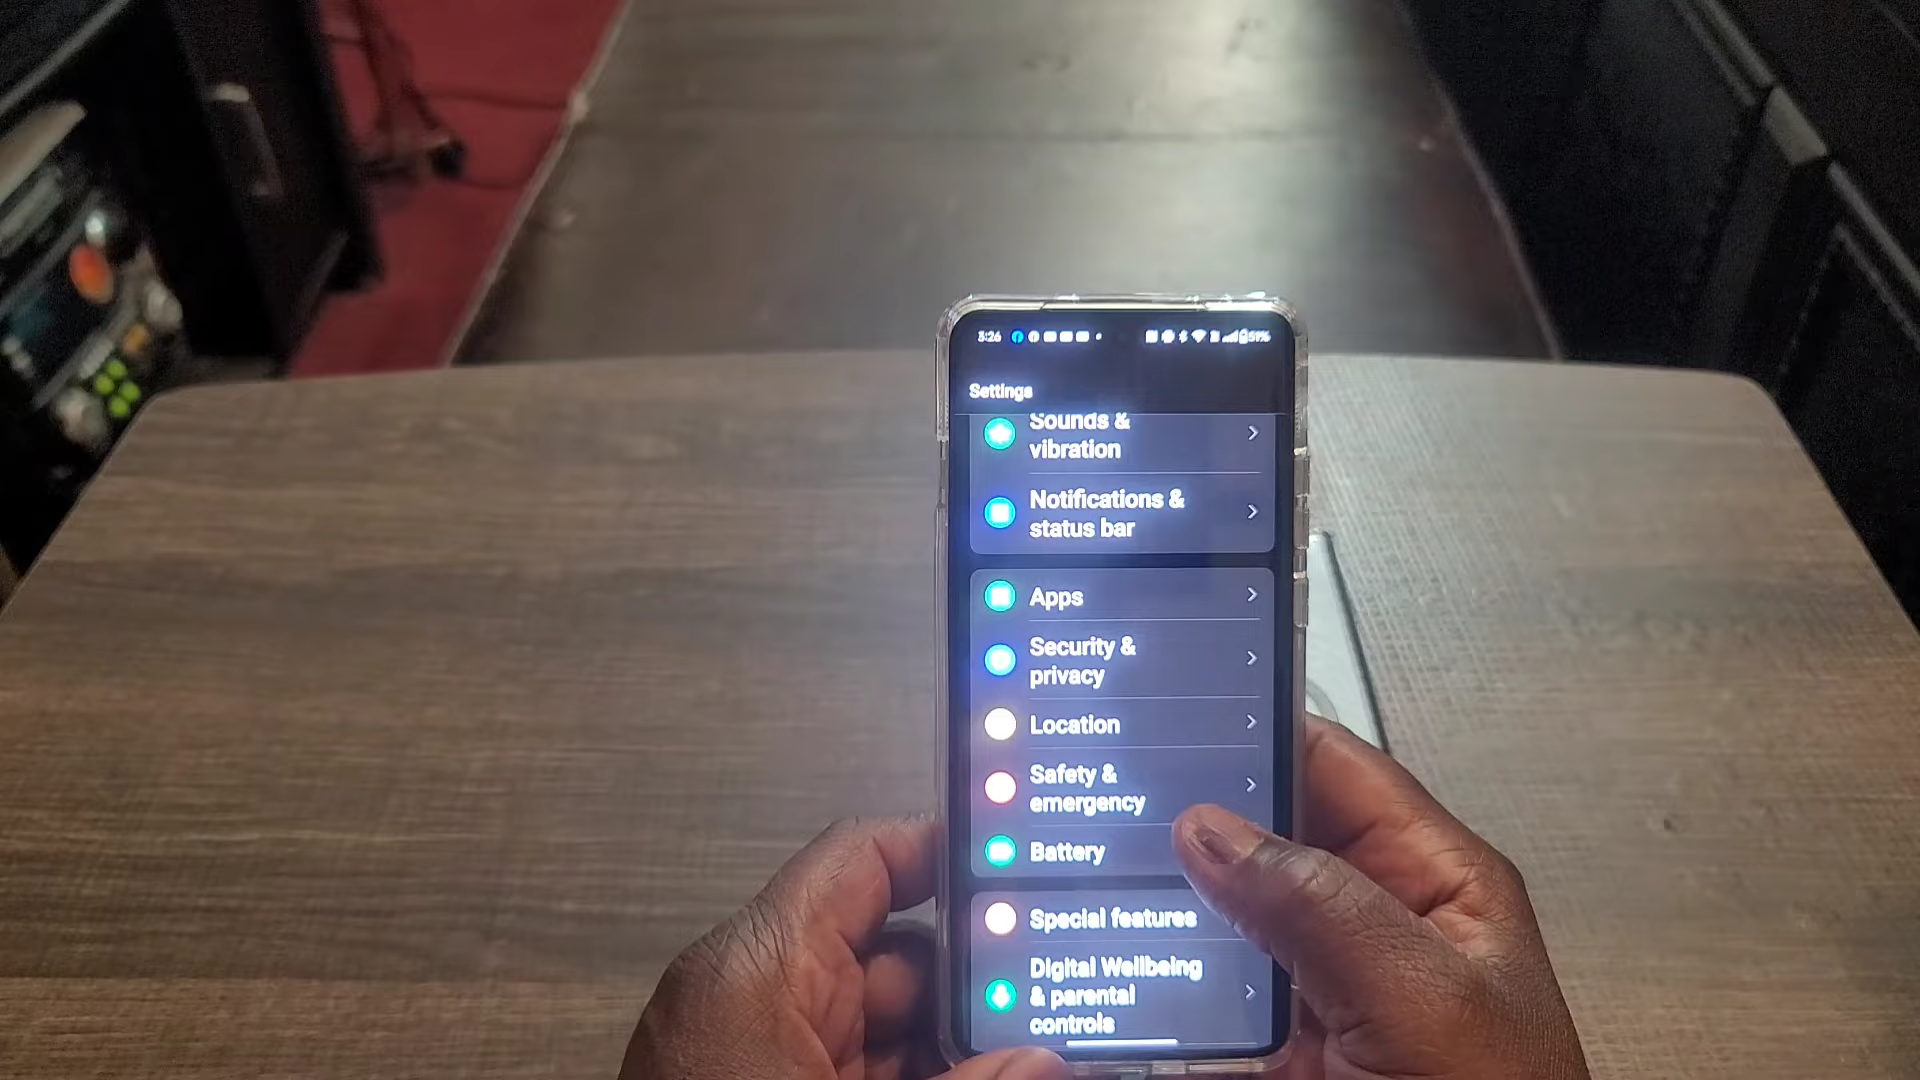 3:26
51%
Settings
Sounds &
vibration
Notifications &
status bar
Apps
Security &
privacy
Location
Safety &
emergency
Battery
Special features
Digital Wellbeing
& parental
controls